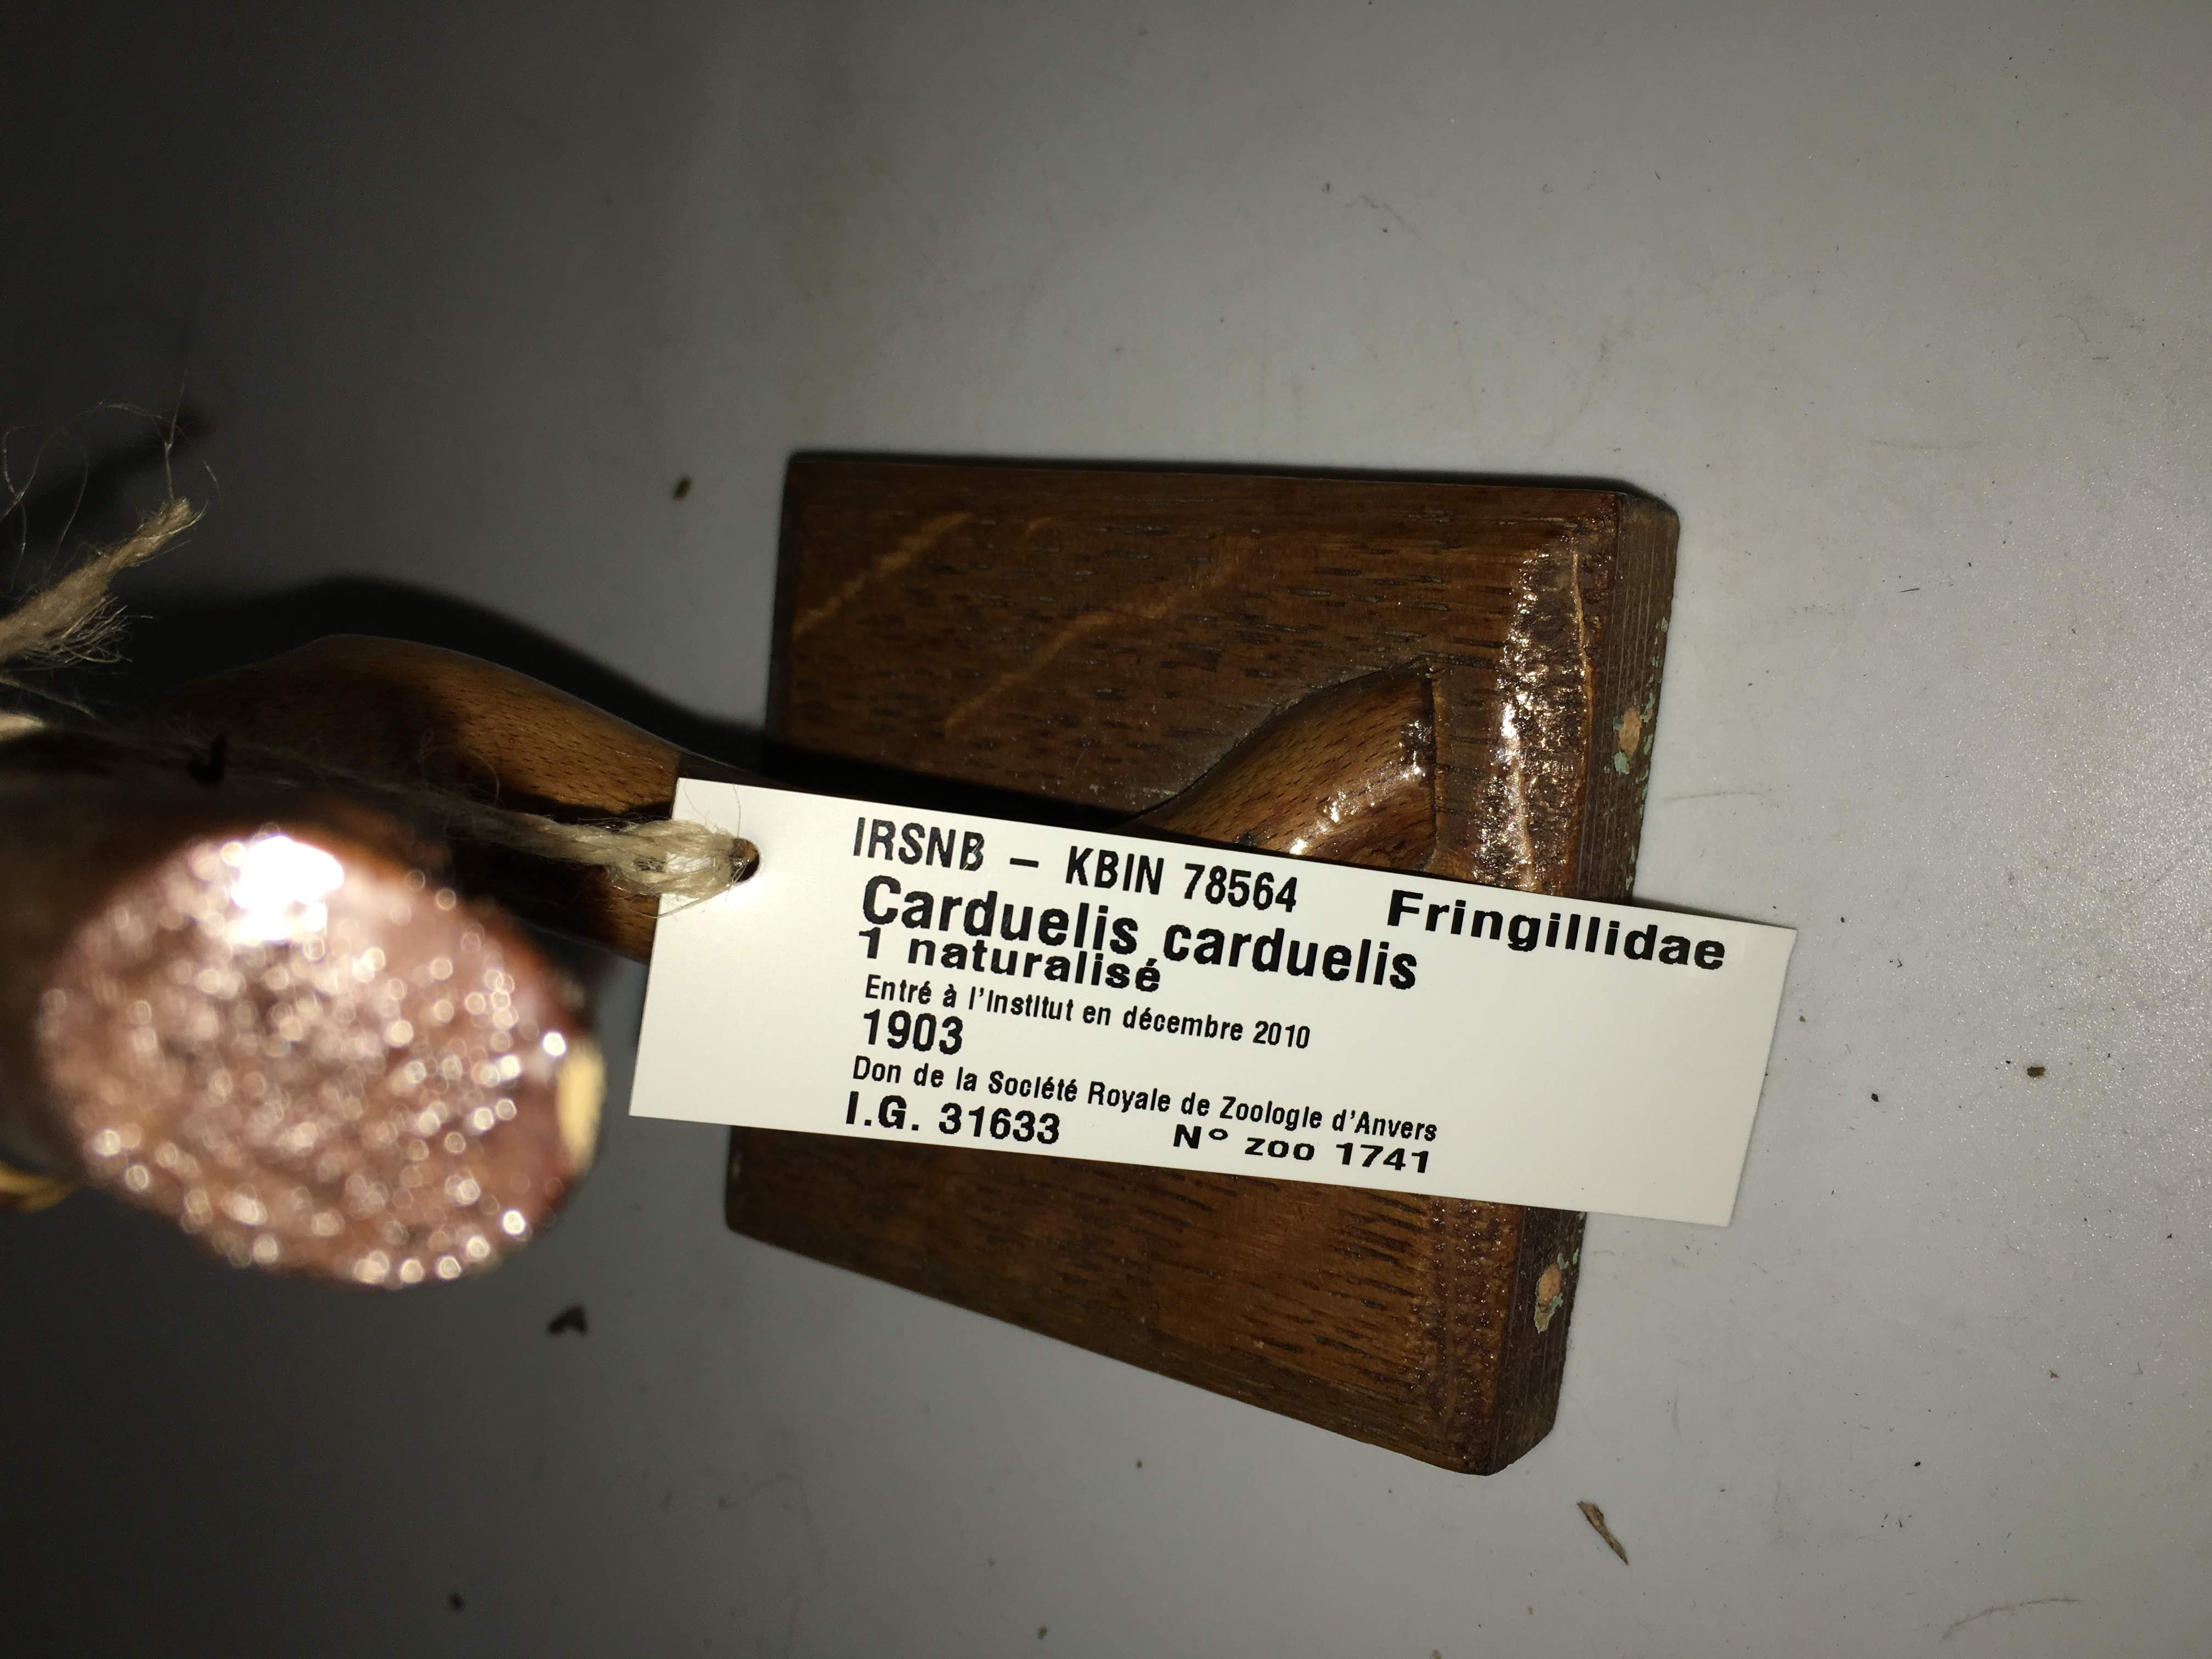 IRSNB – KBIN 78564 Fringillidae
Carduelis carduelis
1 naturalisé
Entré à l'Institut en décembre 2010
1903
Don de la Société Royale de Zoologie d'Anvers
I.G. 31633 N° zoo 1741